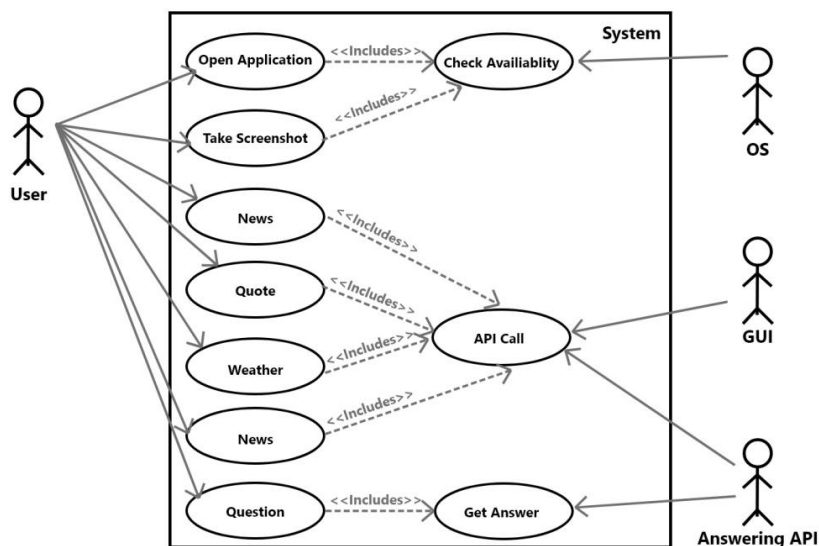 System
Open Application
<<Includes>>
Check Availiablity
<<Includes>>
Take Screenshot
OS
User
<<Includes>>
News
<<Includes>>
Quote
GUI
API Call
<<Includes>>
Weather
<<Includes>>
News
<<Includes>>
Question
Get Answer
Answering API